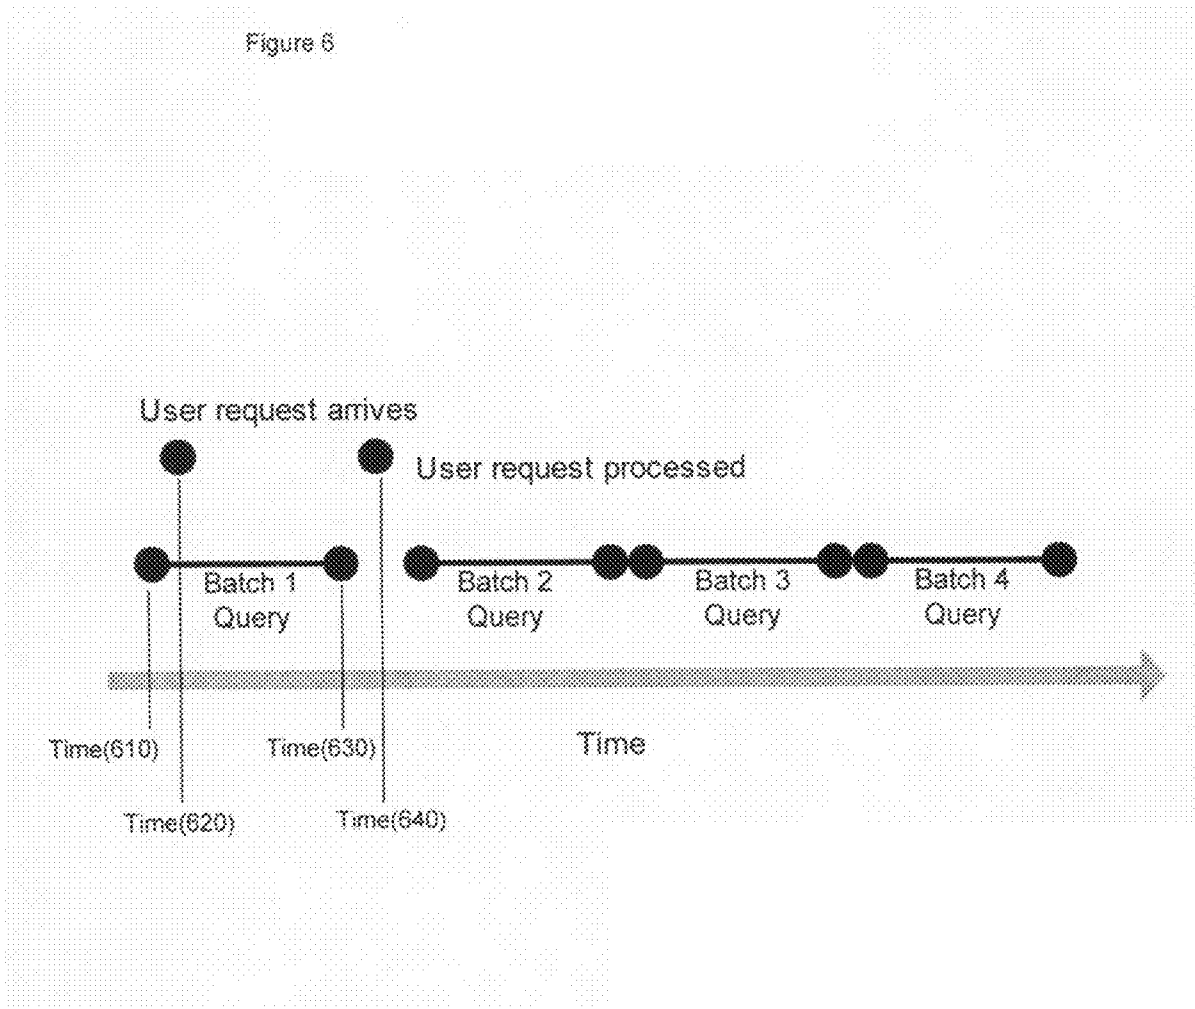 Figure 6
User request arrives
User request processed
Batch 1
Query
Batch 2
Query
Batch 3
Query
Batch 4
Query
Time(610)
Time(630)
Time
Time(620)
Time(640)